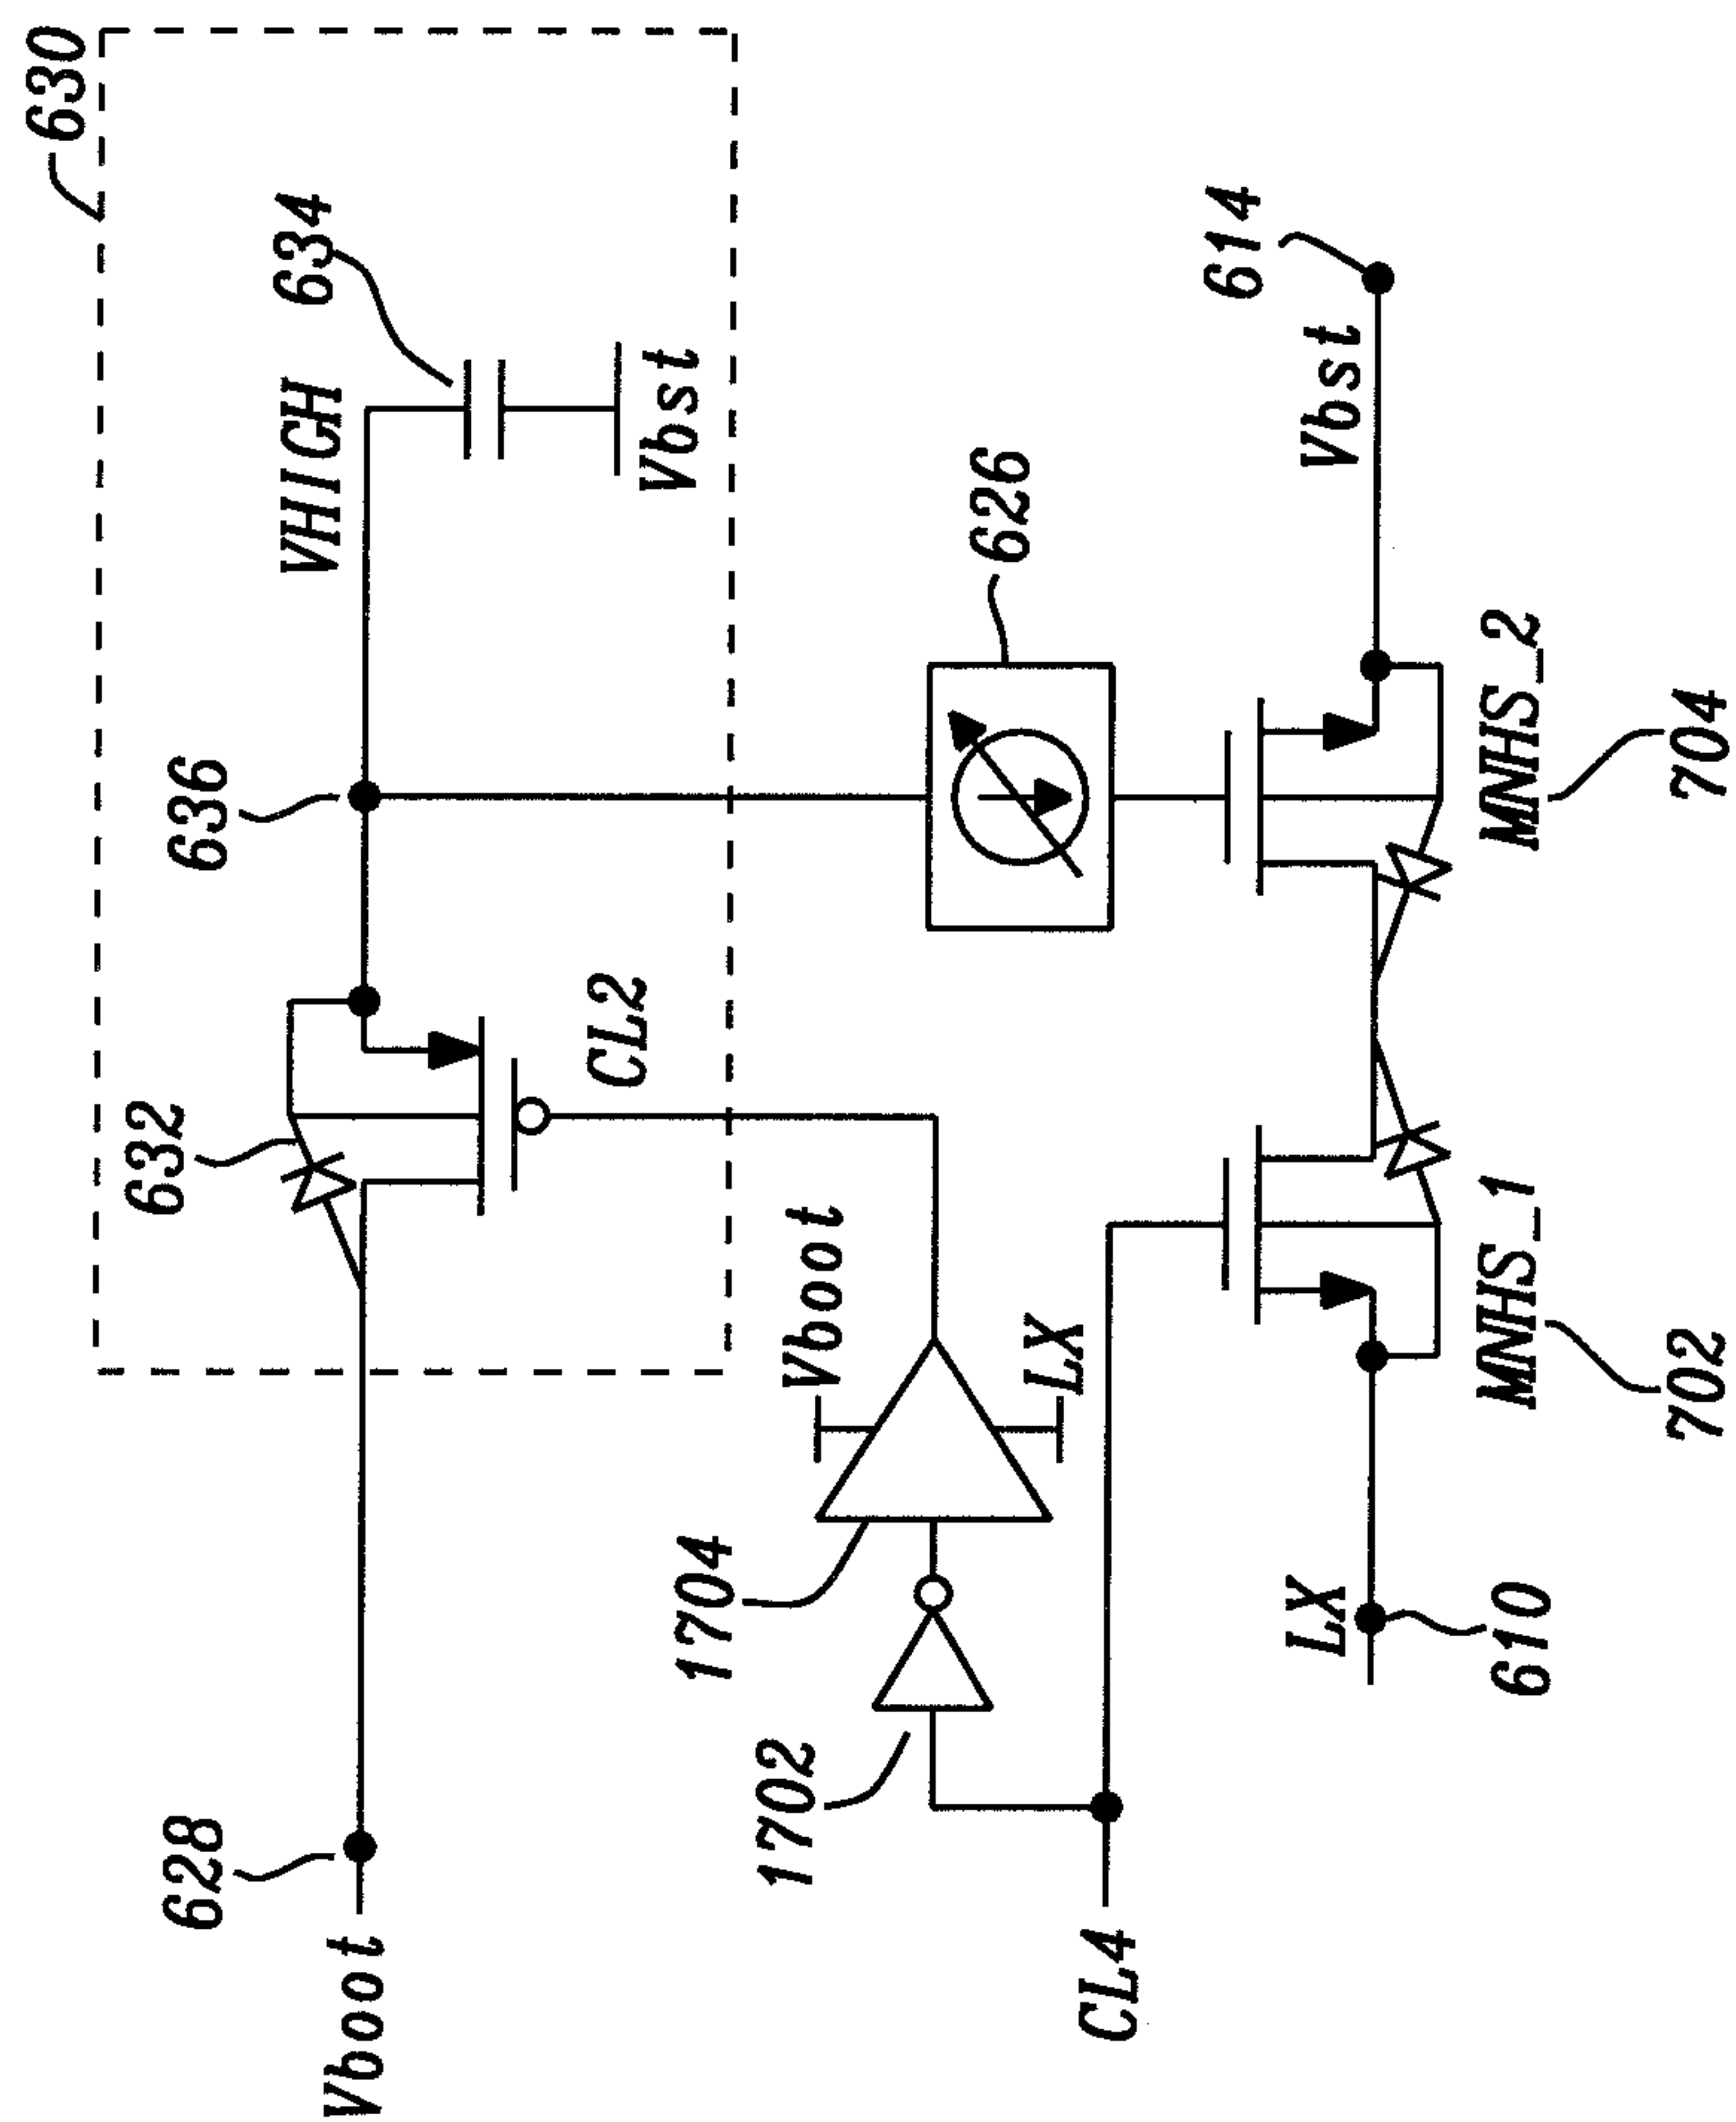 630
636
VHIGH
634
632
628
Vboot
CL2
Vbst
Vboot
1704
LX
1702
626
CL4
614
Vbst
LX
610
MNHS_1
702
MNHS_2
704